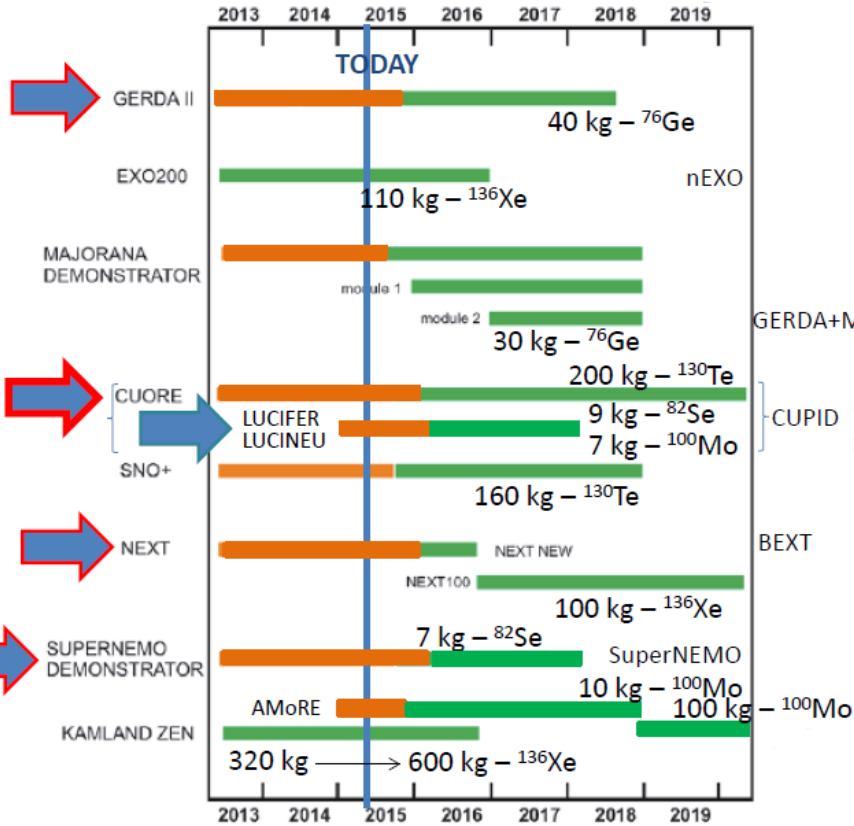 2013 2014 2015 2016 2017 2018 2019
TODAY
GERDA II
40 kg – ⁷⁶Ge
EXO200
nEXO
110 kg – ¹³⁶Xe
MAJORANA
DEMONSTRATOR
module 1
module 2
GERDA+M
30 kg – ⁷⁶Ge
200 kg – ¹³⁰Te
CUORE
LUCIFER
LUCINEU
9 kg – ⁸²Se
7 kg – ¹⁰⁰Mo
CUPID
SNO+
160 kg – ¹³⁰Te
NEXT
NEXT NEW
BEXT
NEXT100
100 kg – ¹³⁶Xe
7 kg – ⁸²Se
SUPERNEMO
DEMONSTRATOR
SuperNEMO
10 kg – ¹⁰⁰Mo
AMoRE
100 kg – ¹⁰⁰Mo
KAMLAND ZEN
320 kg → 600 kg – ¹³⁶Xe
2013 2014 2015 2016 2017 2018 2019